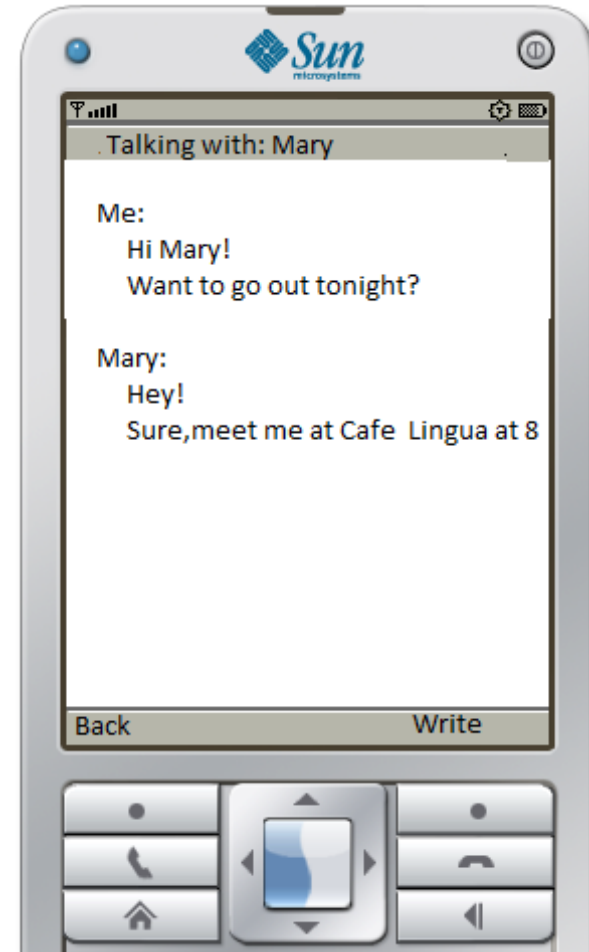 Sun
microsystems
Talking with: Mary
Me:
Hi Mary!
Want to go out tonight?
Mary:
Hey!
Sure,meet me at Cafe Lingua at 8
Back
Write